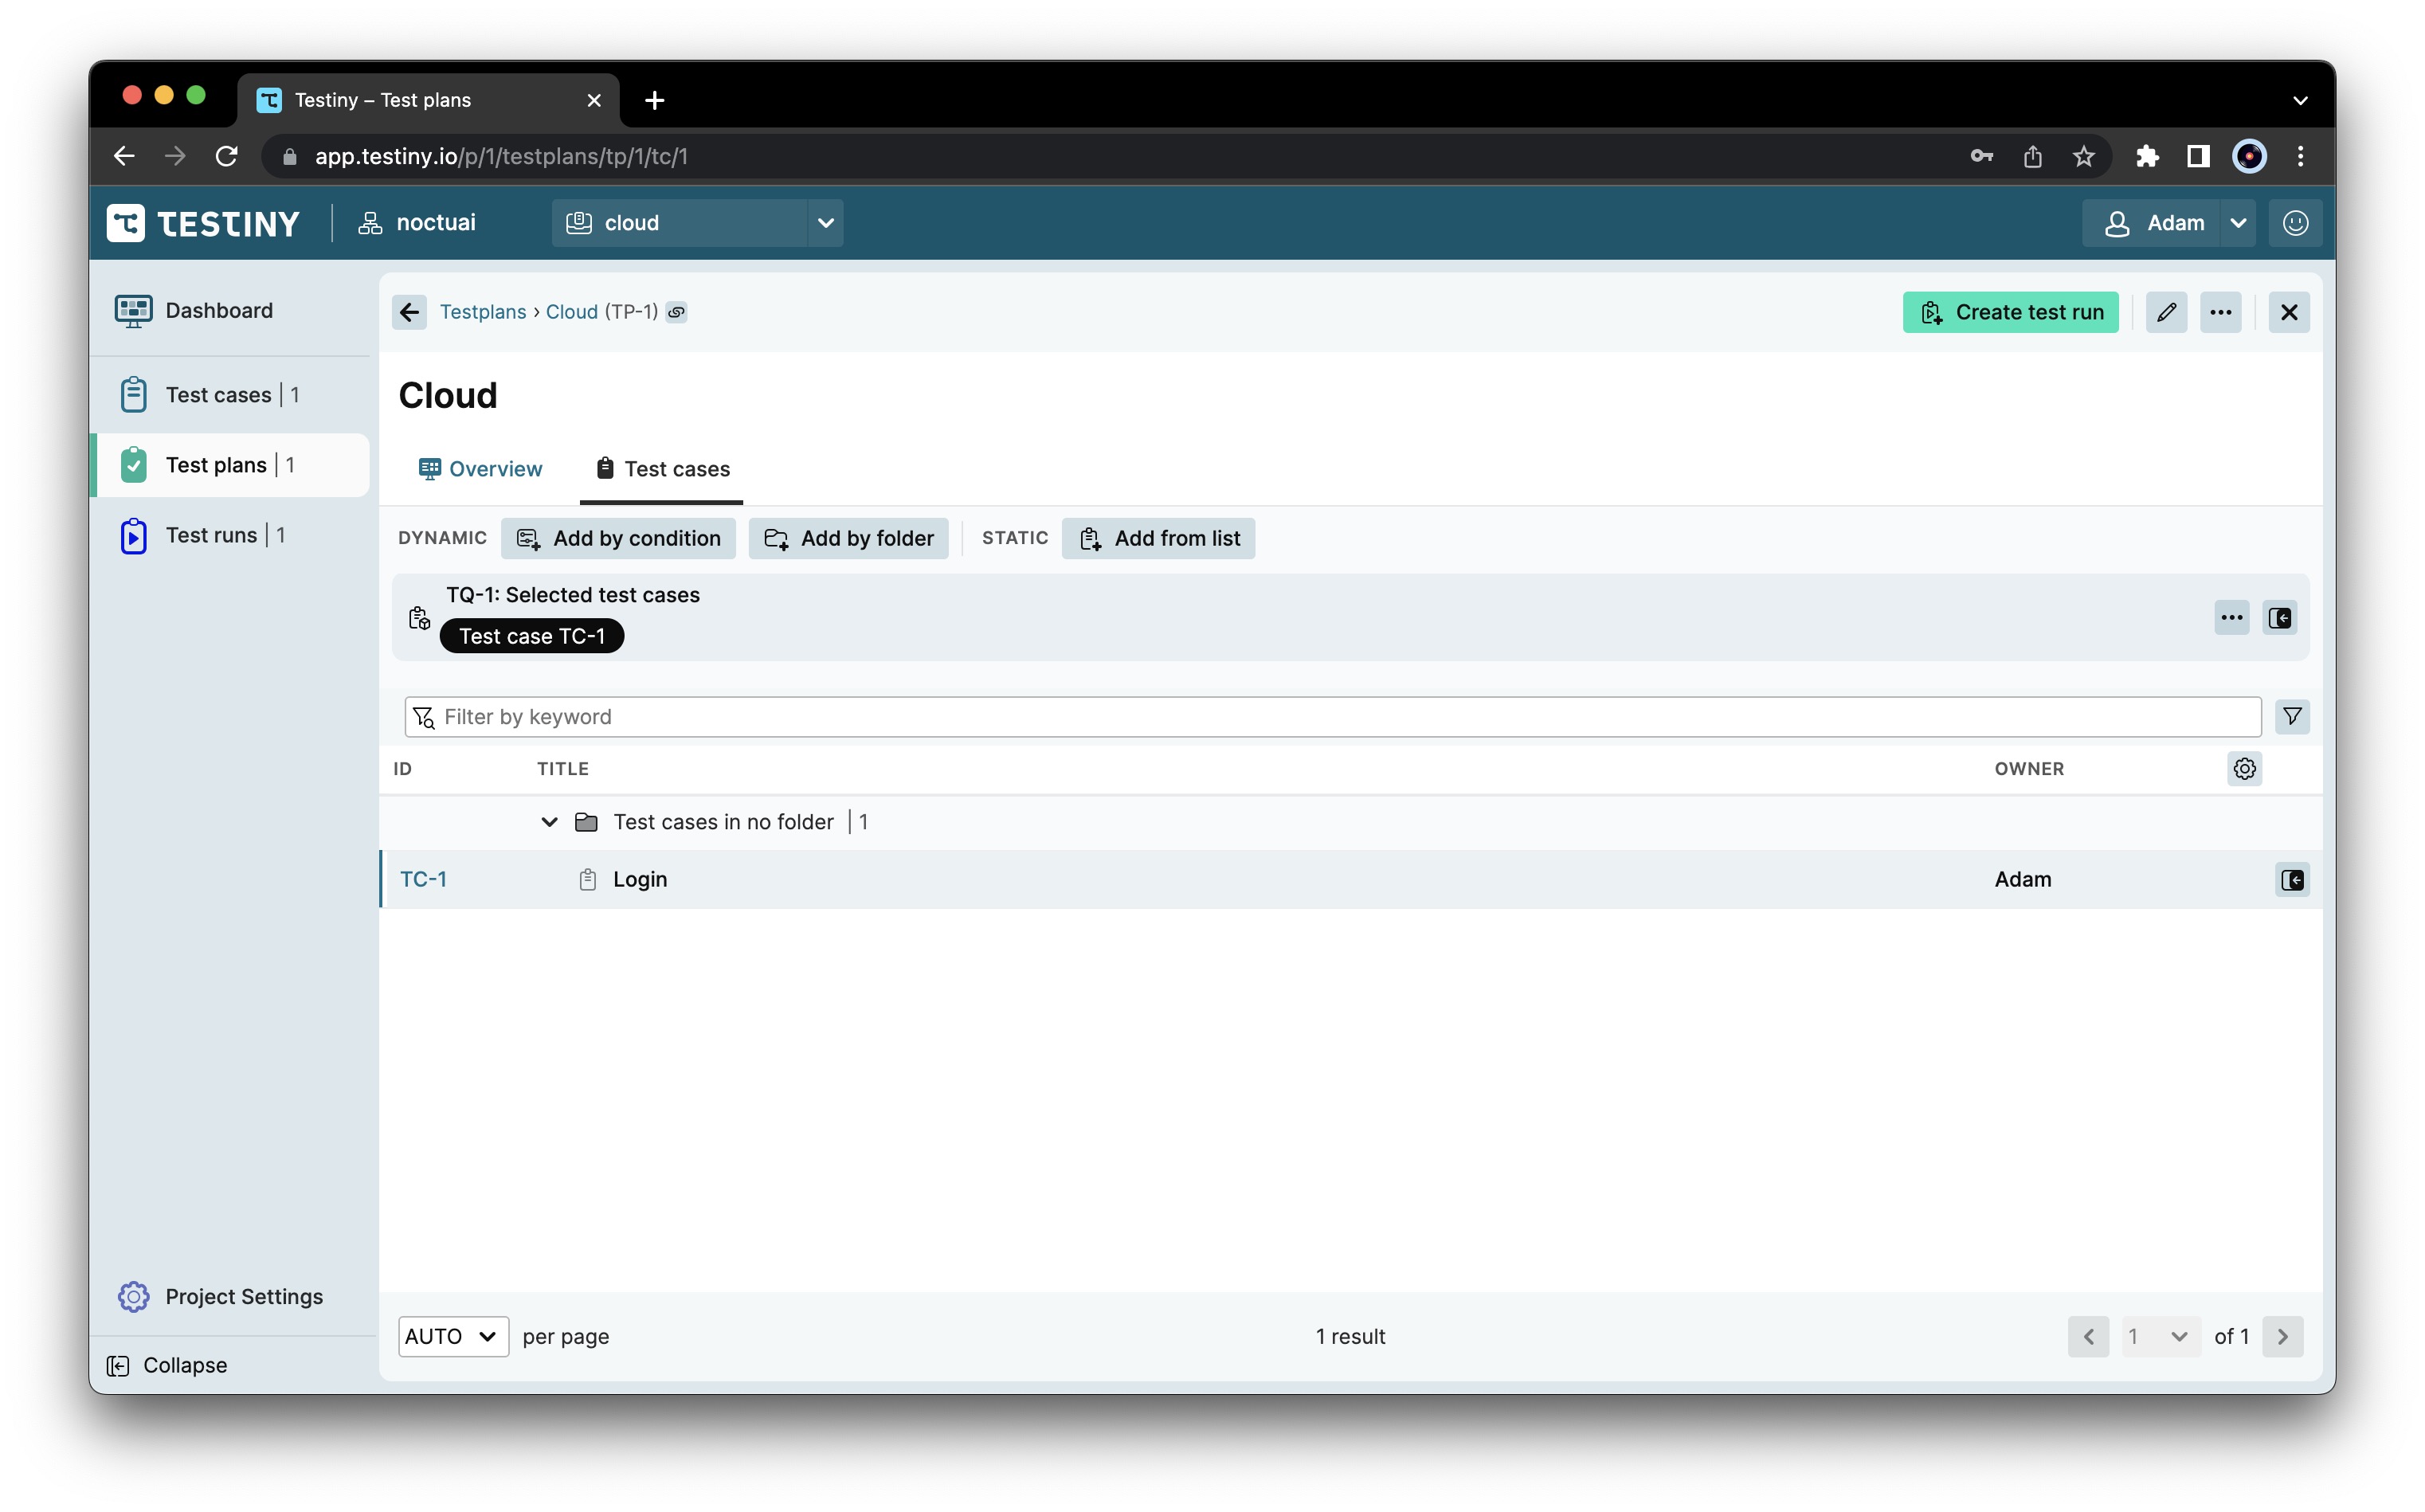 Testiny – Test plans
app.testiny.io/p/1/testplans/tp/1/tc/1
TESTINY
noctuai
cloud
Adam
Dashboard
Test cases | 1
Test plans | 1
Test runs | 1
Project Settings
Collapse
Testplans › Cloud (TP-1)
Create test run
Cloud
Overview
Test cases
DYNAMIC
Add by condition
Add by folder
STATIC
Add from list
TQ-1: Selected test cases
Test case TC-1
Filter by keyword
ID
TITLE
OWNER
Test cases in no folder | 1
TC-1
Login
Adam
AUTO
per page
1 result
1
of 1